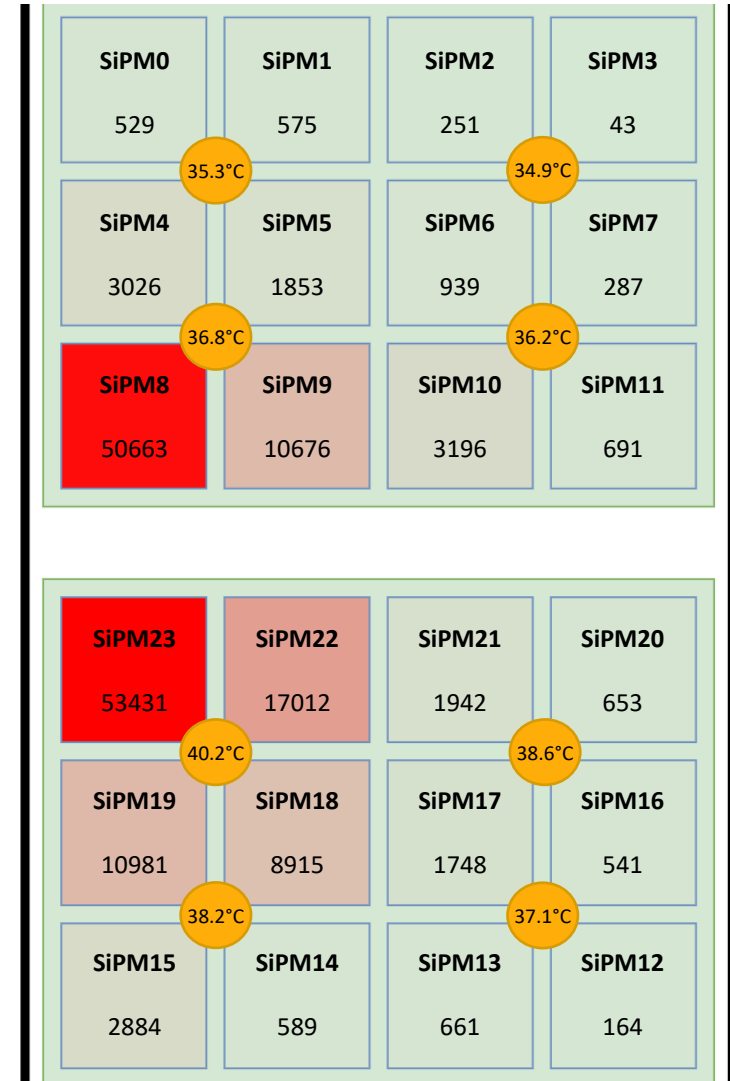 SiPM0 SiPM1 SiPM2 SiPM3
529 575 251 43
35.3°C 34.9°C
SiPM4 SiPM5 SiPM6 SiPM7
3026 1853 939 287
36.8°C 36.2°C
SiPM8 SiPM9 SiPM10 SiPM11
50663 10676 3196 691
SiPM23 SiPM22 SiPM21 SiPM20
53431 17012 1942 653
40.2°C 38.6°C
SiPM19 SiPM18 SiPM17 SiPM16
10981 8915 1748 541
38.2°C 37.1°C
SiPM15 SiPM14 SiPM13 SiPM12
2884 589 661 164